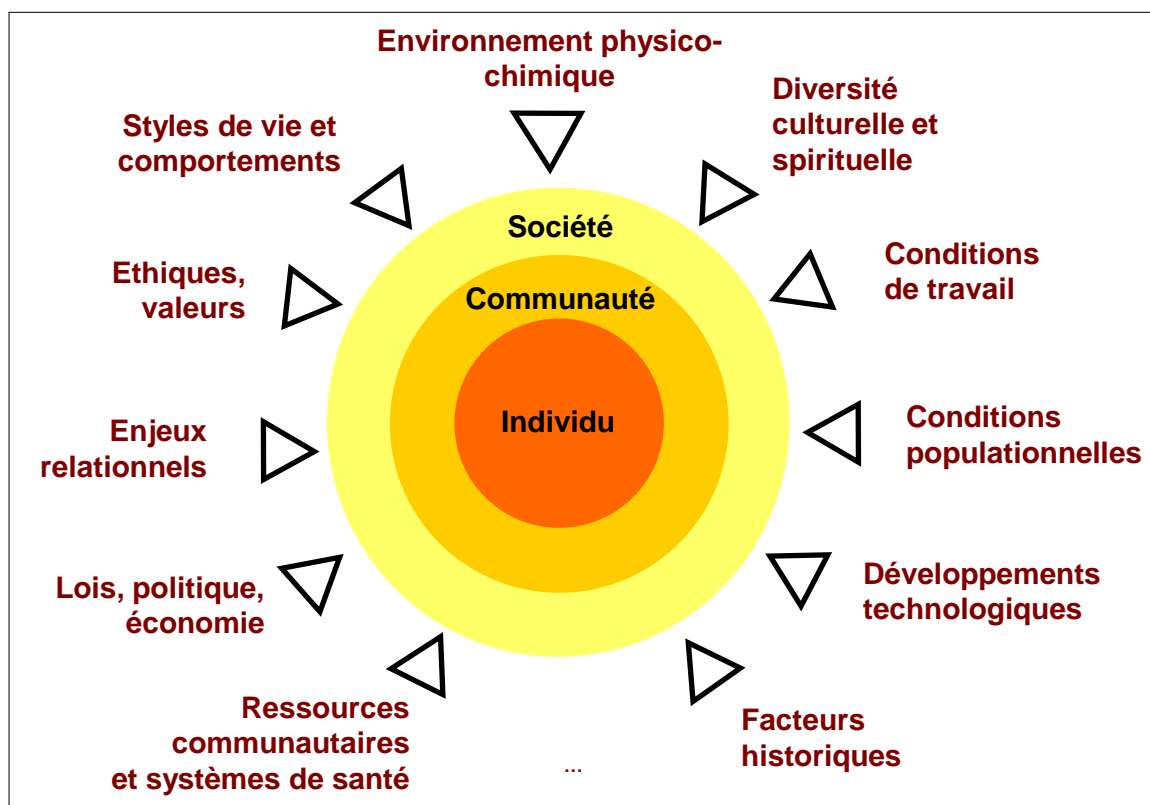 Environnement physico-
chimique
Diversité
culturelle et
spirituelle
Styles de vie et
comportements
Société
Conditions
de travail
Ethiques,
valeurs
Communauté
Individu
Enjeux
relationnels
Conditions
populationnelles
Lois, politique,
économie
Développements
technologiques
Ressources
communautaires
et systèmes de santé
Facteurs
historiques
...